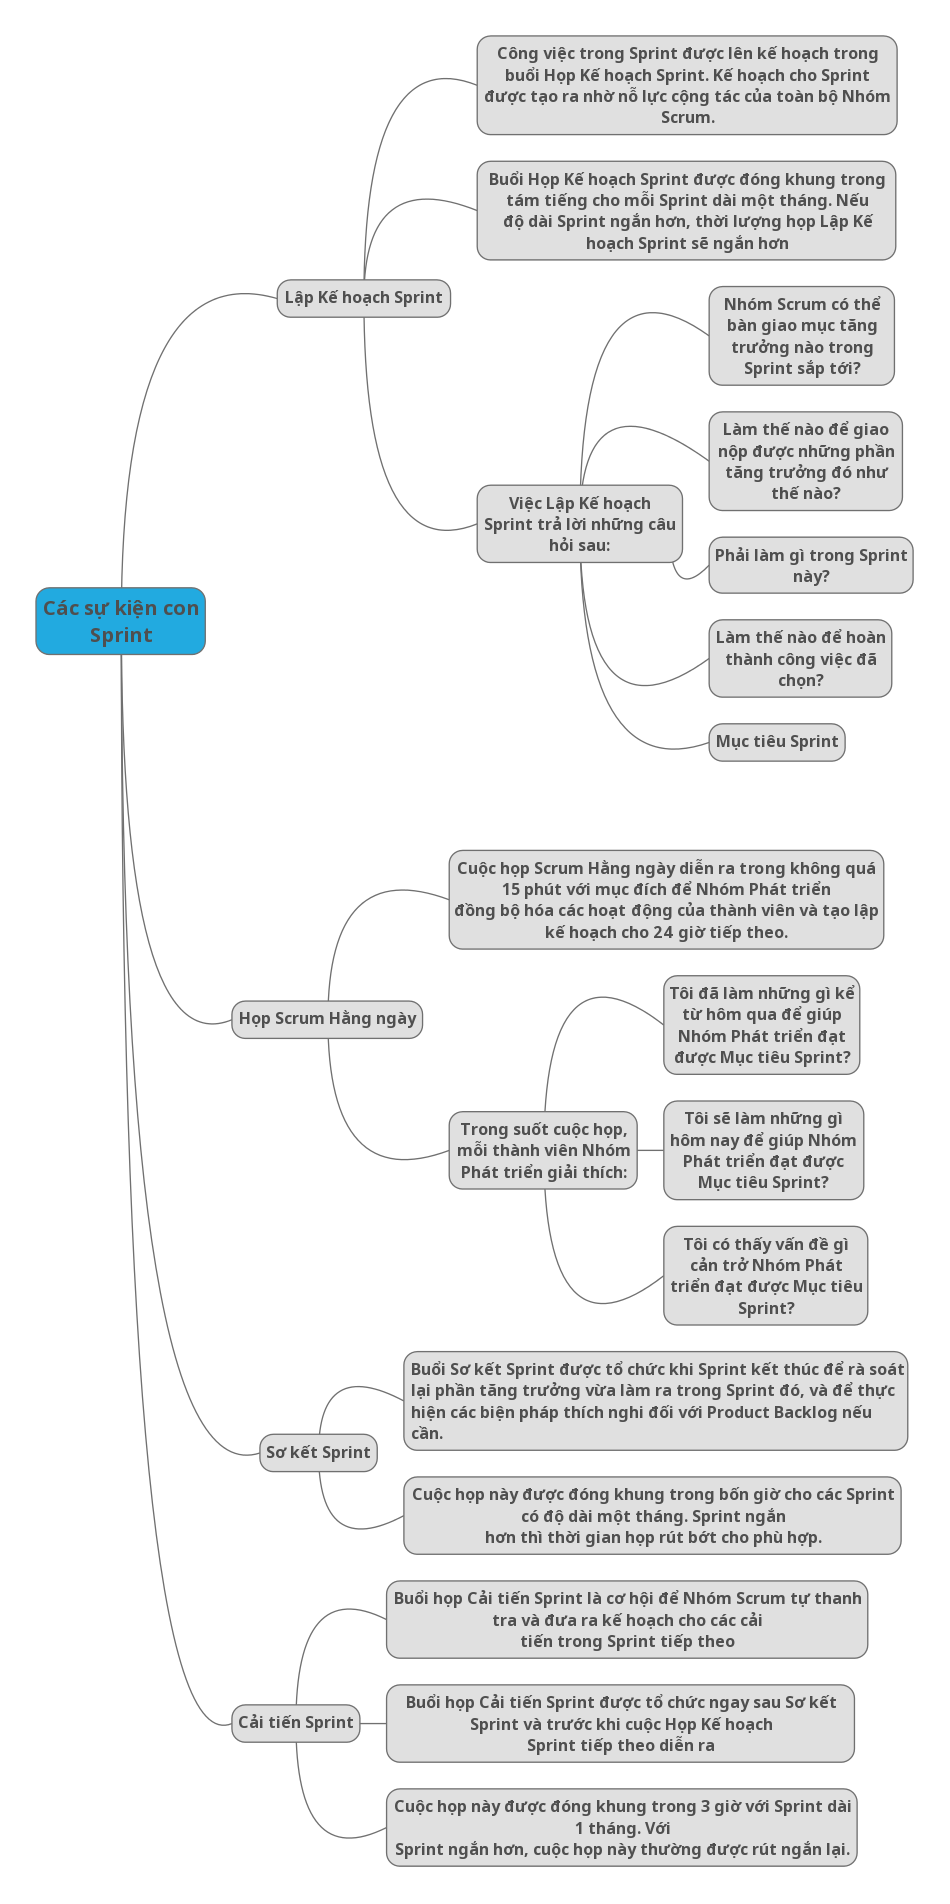 Các sự kiện con
Sprint
Lập Kế hoạch Sprint
Công việc trong Sprint được lên kế hoạch trong
buổi Họp Kế hoạch Sprint. Kế hoạch cho Sprint
được tạo ra nhờ nỗ lực cộng tác của toàn bộ Nhóm
Scrum.
Buổi Họp Kế hoạch Sprint được đóng khung trong
tám tiếng cho mỗi Sprint dài một tháng. Nếu
độ dài Sprint ngắn hơn, thời lượng họp Lập Kế
hoạch Sprint sẽ ngắn hơn
Việc Lập Kế hoạch
Sprint trả lời những câu
hỏi sau:
Nhóm Scrum có thể
bàn giao mục tăng
trưởng nào trong
Sprint sắp tới?
Làm thế nào để giao
nộp được những phần
tăng trưởng đó như
thế nào?
Phải làm gì trong Sprint
này?
Làm thế nào để hoàn
thành công việc đã
chọn?
Mục tiêu Sprint
Họp Scrum Hằng ngày
Cuộc họp Scrum Hằng ngày diễn ra trong không quá
15 phút với mục đích để Nhóm Phát triển
đồng bộ hóa các hoạt động của thành viên và tạo lập
kế hoạch cho 24 giờ tiếp theo.
Trong suốt cuộc họp,
mỗi thành viên Nhóm
Phát triển giải thích:
Tôi đã làm những gì kể
từ hôm qua để giúp
Nhóm Phát triển đạt
được Mục tiêu Sprint?
Tôi sẽ làm những gì
hôm nay để giúp Nhóm
Phát triển đạt được
Mục tiêu Sprint?
Tôi có thấy vấn đề gì
cản trở Nhóm Phát
triển đạt được Mục tiêu
Sprint?
Sơ kết Sprint
Buổi Sơ kết Sprint được tổ chức khi Sprint kết thúc để rà soát
lại phần tăng trưởng vừa làm ra trong Sprint đó, và để thực
hiện các biện pháp thích nghi đối với Product Backlog nếu
cần.
Cuộc họp này được đóng khung trong bốn giờ cho các Sprint
có độ dài một tháng. Sprint ngắn
hơn thì thời gian họp rút bớt cho phù hợp.
Cải tiến Sprint
Buổi họp Cải tiến Sprint là cơ hội để Nhóm Scrum tự thanh
tra và đưa ra kế hoạch cho các cải
tiến trong Sprint tiếp theo
Buổi họp Cải tiến Sprint được tổ chức ngay sau Sơ kết
Sprint và trước khi cuộc Họp Kế hoạch
Sprint tiếp theo diễn ra
Cuộc họp này được đóng khung trong 3 giờ với Sprint dài
1 tháng. Với
Sprint ngắn hơn, cuộc họp này thường được rút ngắn lại.